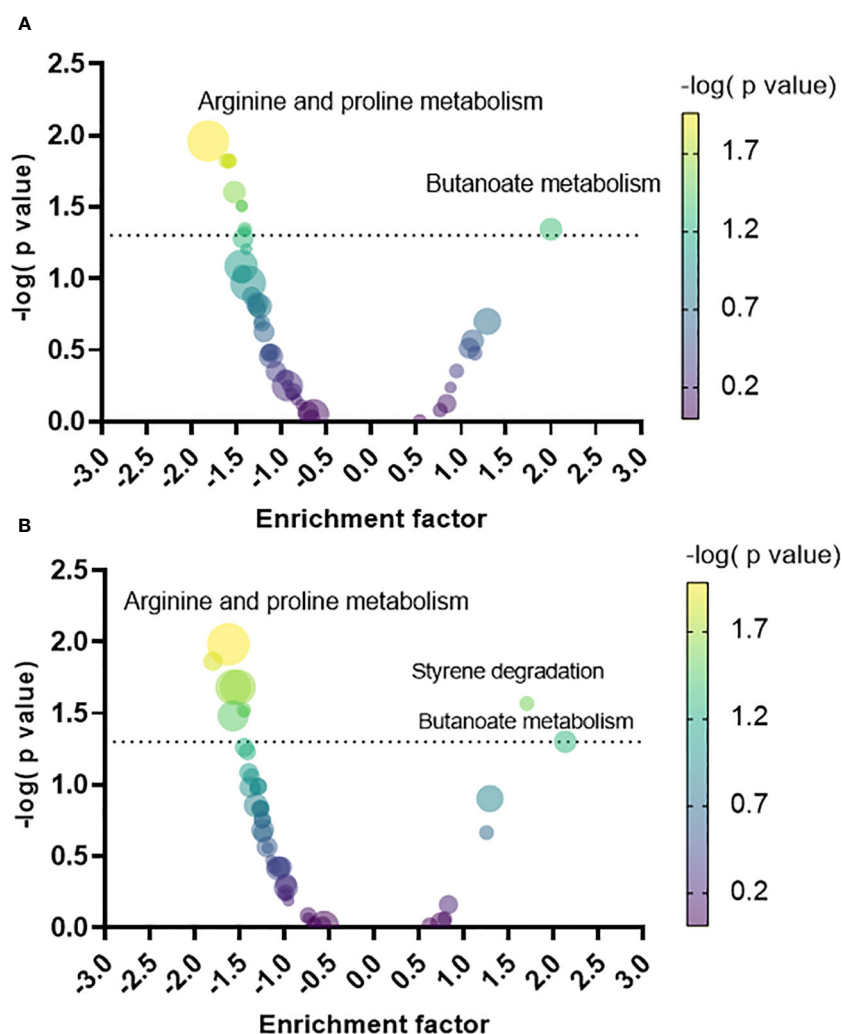 A
Arginine and proline metabolism
Butanoate metabolism
-log( p value)
2.5
2.0
1.5
1.0
0.5
0.0
-log( p value)
1.7
1.2
0.7
0.2
-3.0 -2.5 -2.0 -1.5 -1.0 -0.5 0.0 0.5 1.0 1.5 2.0 2.5 3.0
Enrichment factor
B
Arginine and proline metabolism
Styrene degradation
Butanoate metabolism
-log( p value)
2.5
2.0
1.5
1.0
0.5
0.0
-log( p value)
1.7
1.2
0.7
0.2
-3.0 -2.5 -2.0 -1.5 -1.0 -0.5 0.0 0.5 1.0 1.5 2.0 2.5 3.0
Enrichment factor